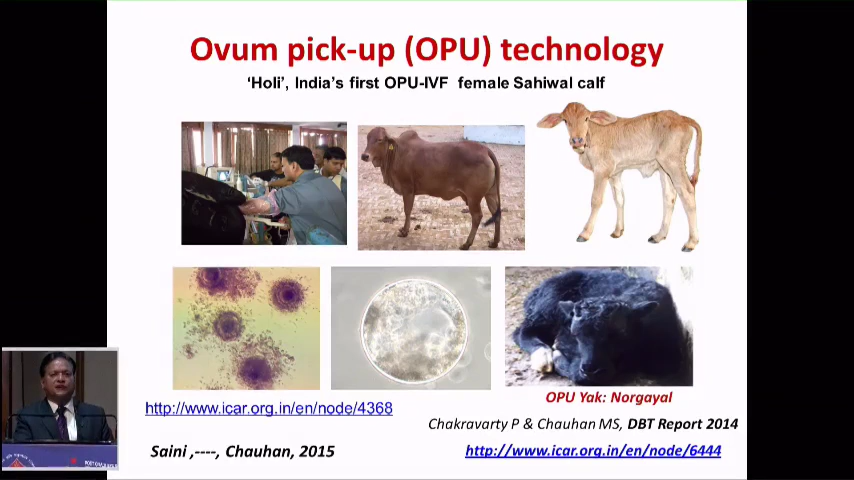 Ovum pick-up (OPU) technology
‘Holi’, India’s first OPU-IVF female Sahiwal calf
OPU Yak: Norgayal
http://www.icar.org.in/en/node/4368
Chakravarty P & Chauhan MS, DBT Report 2014
Saini ,----, Chauhan, 2015
http://www.icar.org.in/en/node/6444